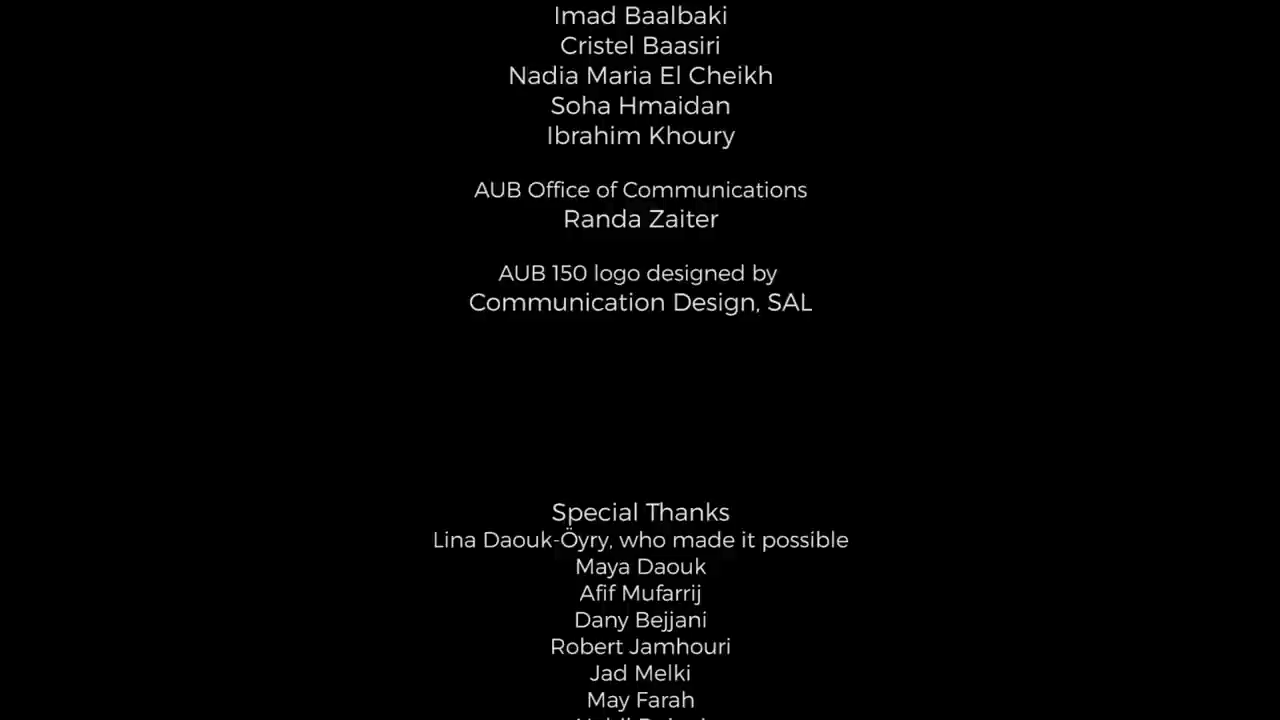 Imad Baalbaki
Cristel Baasiri
Nadia Maria El Cheikh
Soha Hmaidan
Ibrahim Khoury
AUB Office of Communications
Randa Zaiter
AUB 150 logo designed by
Communication Design, SAL
Special Thanks
Lina Daouk-Öyry, who made it possible
Maya Daouk
Afif Mufarrij
Dany Bejjani
Robert Jamhouri
Jad Melki
May Farah